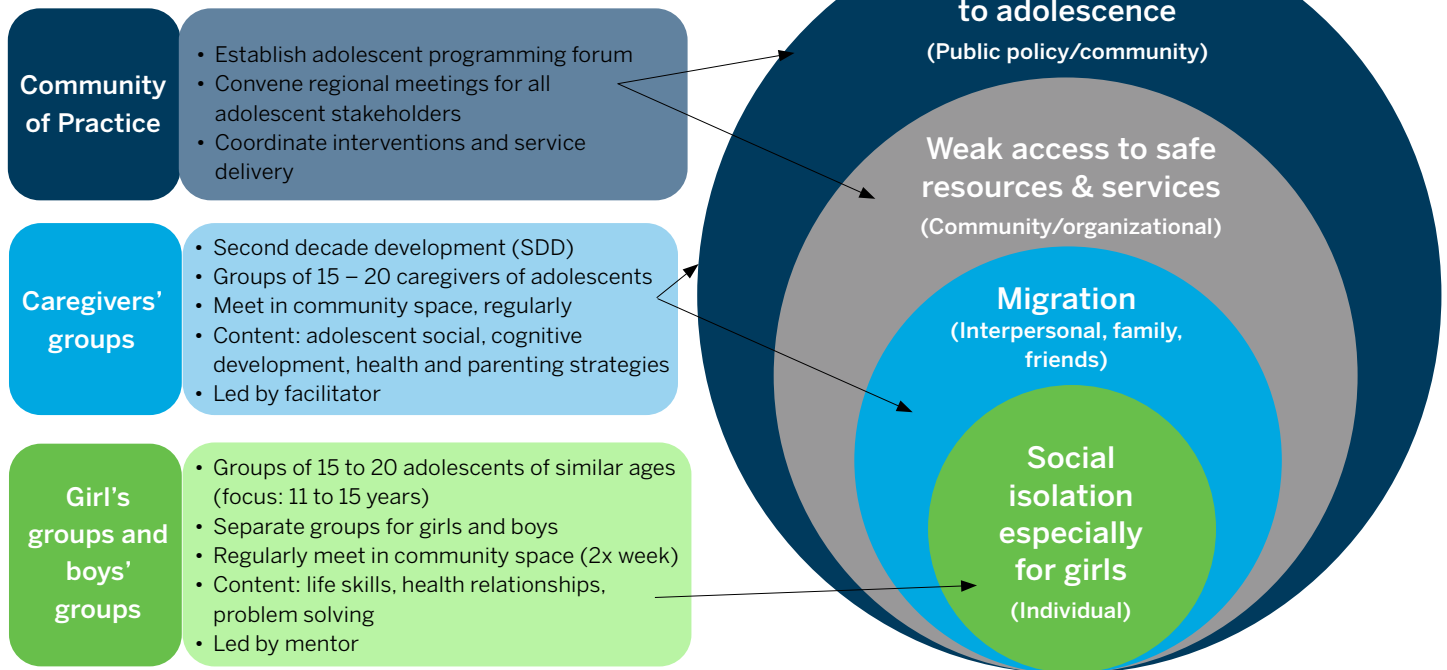 Community
of Practice
• Establish adolescent programming forum
• Convene regional meetings for all
adolescent stakeholders
• Coordinate interventions and service
delivery
Caregivers'
groups
• Second decade development (SDD)
• Groups of 15 – 20 caregivers of adolescents
• Meet in community space, regularly
• Content: adolescent social, cognitive
development, health and parenting strategies
• Led by facilitator
Girl's
groups and
boys'
groups
• Groups of 15 to 20 adolescents of similar ages
(focus: 11 to 15 years)
• Separate groups for girls and boys
• Regularly meet in community space (2x week)
• Content: life skills, health relationships,
problem solving
• Led by mentor
to adolescence
(Public policy/community)
Weak access to safe
resources & services
(Community/organizational)
Migration
(Interpersonal, family,
friends)
Social
isolation
especially
for girls
(Individual)